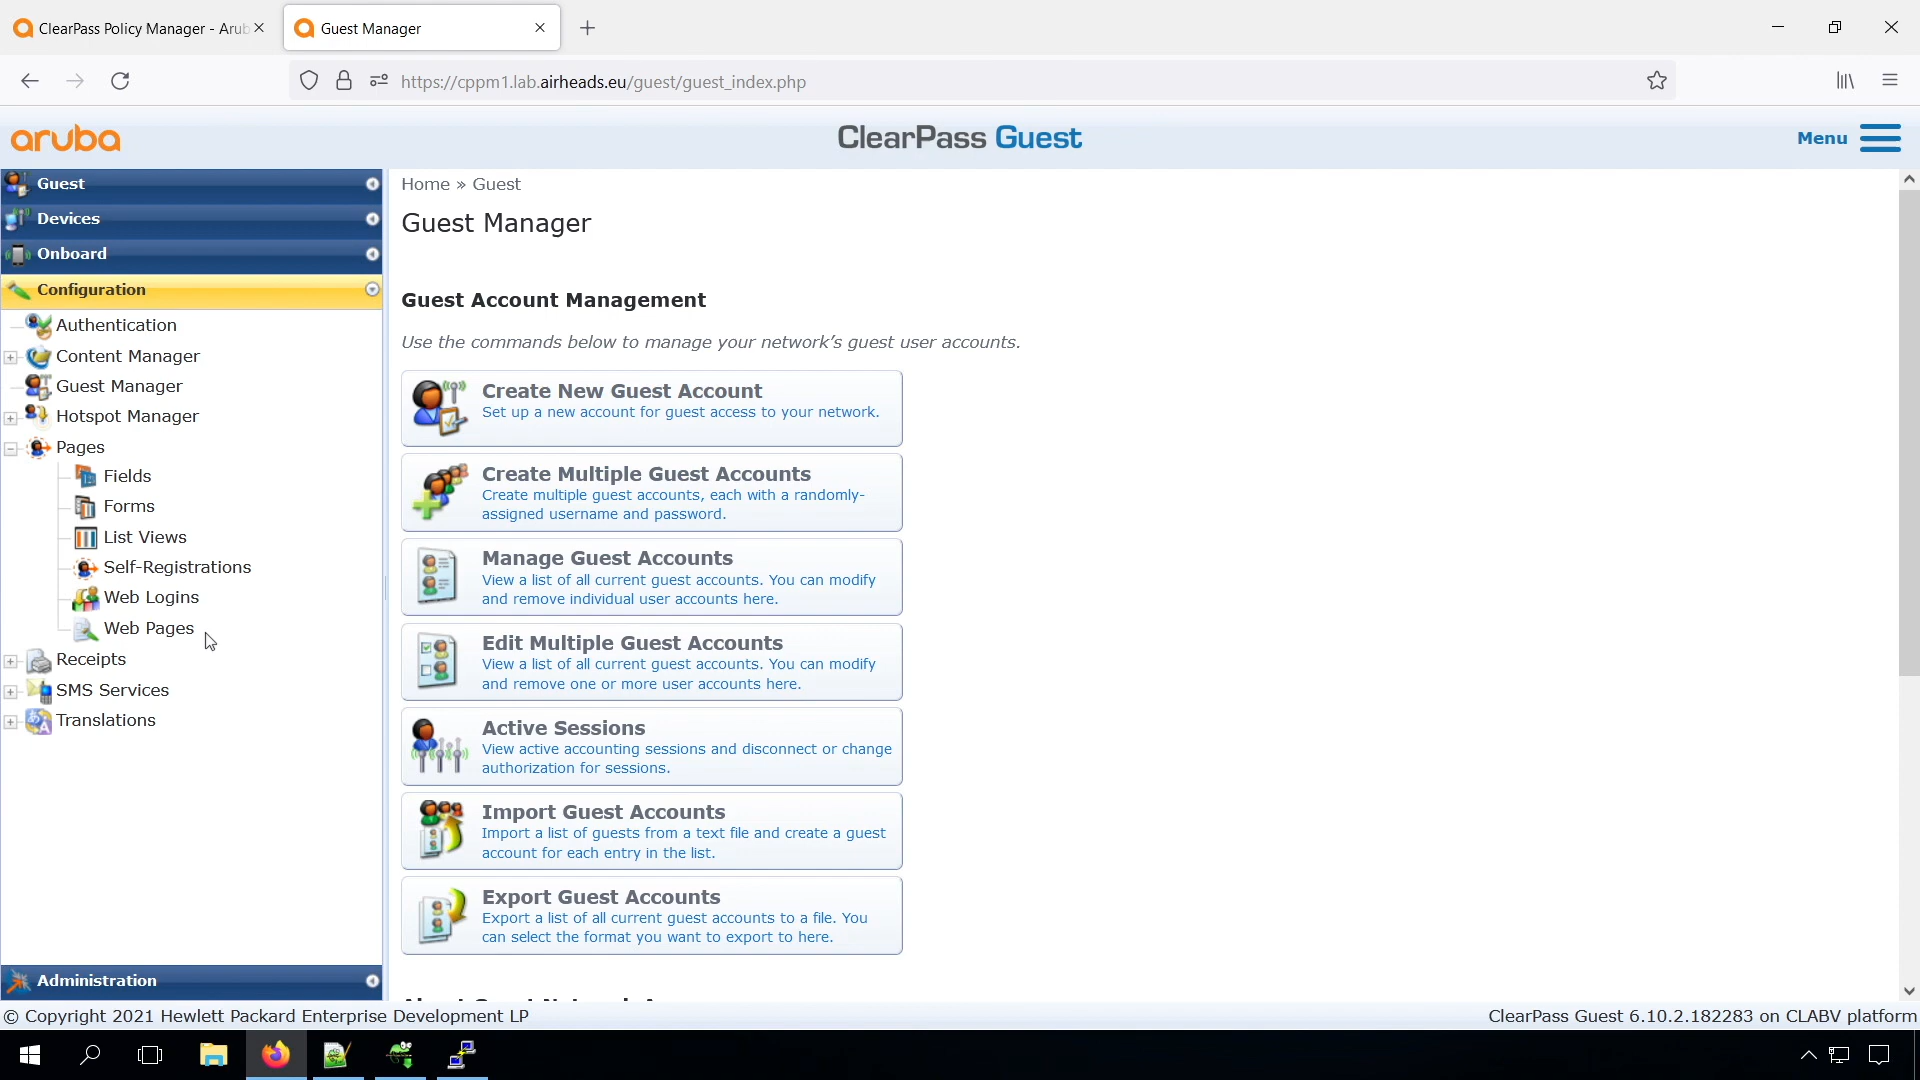 ClearPass Policy Manager - Arub
Guest Manager
https://cppm1.lab.airheads.eu/guest/guest_index.php
aruba
ClearPass Guest
Menu
Guest
Devices
Onboard
Configuration
Authentication
Content Manager
Guest Manager
Hotspot Manager
Pages
Fields
Forms
List Views
Self-Registrations
Web Logins
Web Pages
Receipts
SMS Services
Translations
Administration
Home » Guest
Guest Manager
Guest Account Management
Use the commands below to manage your network’s guest user accounts.
Create New Guest Account
Set up a new account for guest access to your network.
Create Multiple Guest Accounts
Create multiple guest accounts, each with a randomly-
assigned username and password.
Manage Guest Accounts
View a list of all current guest accounts. You can modify
and remove individual user accounts here.
Edit Multiple Guest Accounts
View a list of all current guest accounts. You can modify
and remove one or more user accounts here.
Active Sessions
View active accounting sessions and disconnect or change
authorization for sessions.
Import Guest Accounts
Import a list of guests from a text file and create a guest
account for each entry in the list.
Export Guest Accounts
Export a list of all current guest accounts to a file. You
can select the format you want to export to here.
© Copyright 2021 Hewlett Packard Enterprise Development LP
ClearPass Guest 6.10.2.182283 on CLABV platform